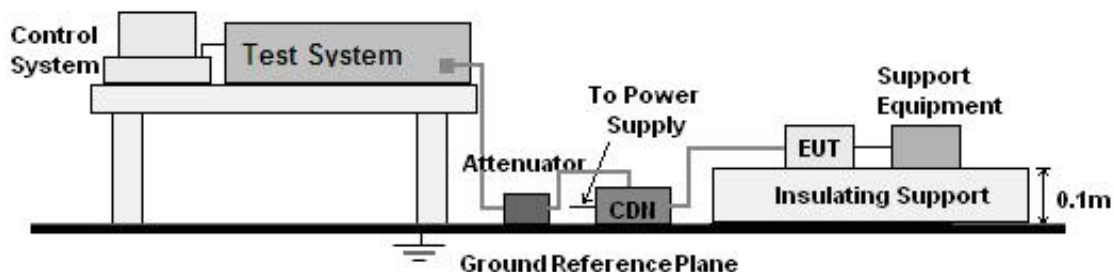 Control
System
Test System
To Power
Supply
Support
Equipment
Attenuator
EUT
CDN
Insulating Support
0.1m
Ground Reference Plane